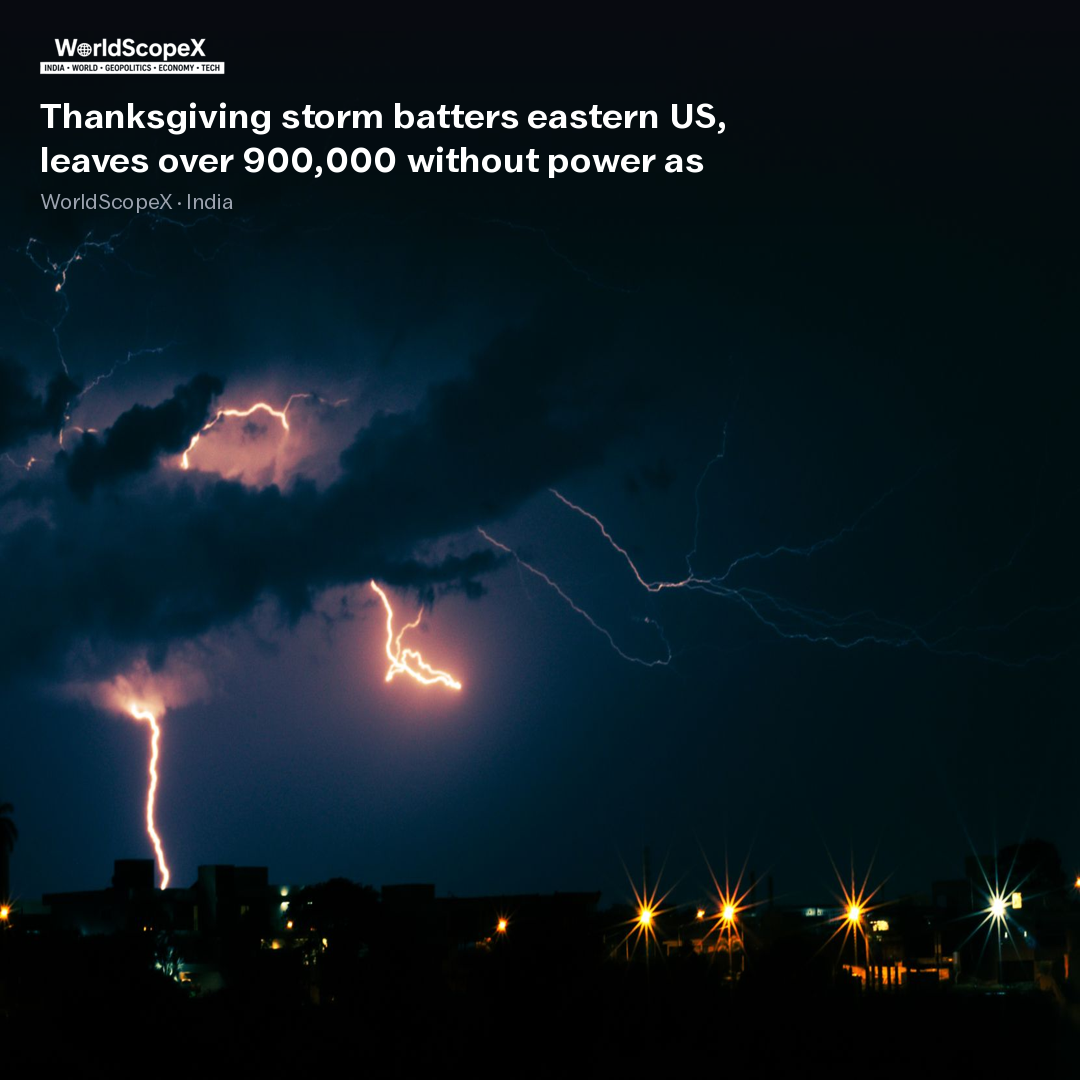 WorldScopeX
INDIA • WORLD • GEOPOLITICS • ECONOMY • TECH
Thanksgiving storm batters eastern US,
leaves over 900,000 without power as
WorldScopeX · India